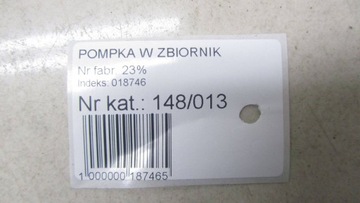 POMPKA W ZBIORNIK
Nr fabr. 23%
Indeks: 018746
Nr kat.: 148/013
1 000000 187465